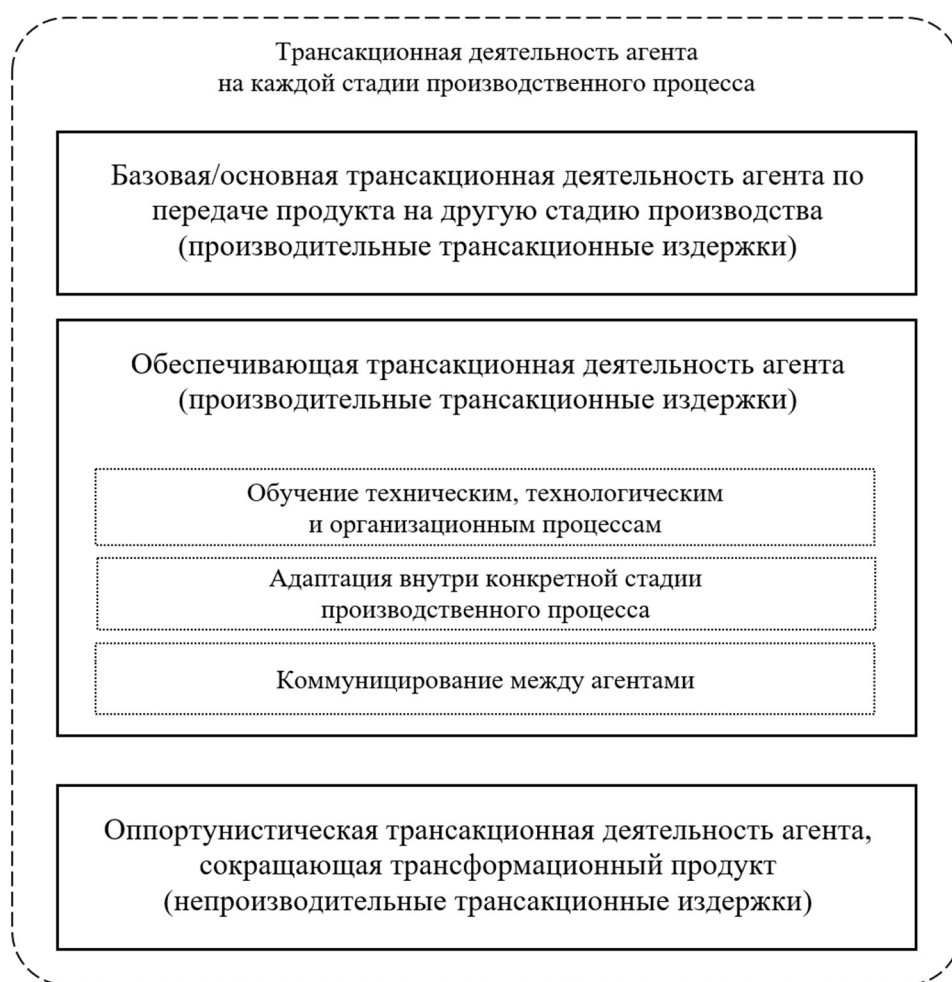 Трансакционная деятельность агента
на каждой стадии производственного процесса
Базовая/основная трансакционная деятельность агента по
передаче продукта на другую стадию производства
(производительные трансакционные издержки)
Обеспечивающая трансакционная деятельность агента
(производительные трансакционные издержки)
Обучение техническим, технологическим
и организационным процессам
Адаптация внутри конкретной стадии
производственного процесса
Коммуницирование между агентами
Оппортунистическая трансакционная деятельность агента,
сокращающая трансформационный продукт
(непроизводительные трансакционные издержки)